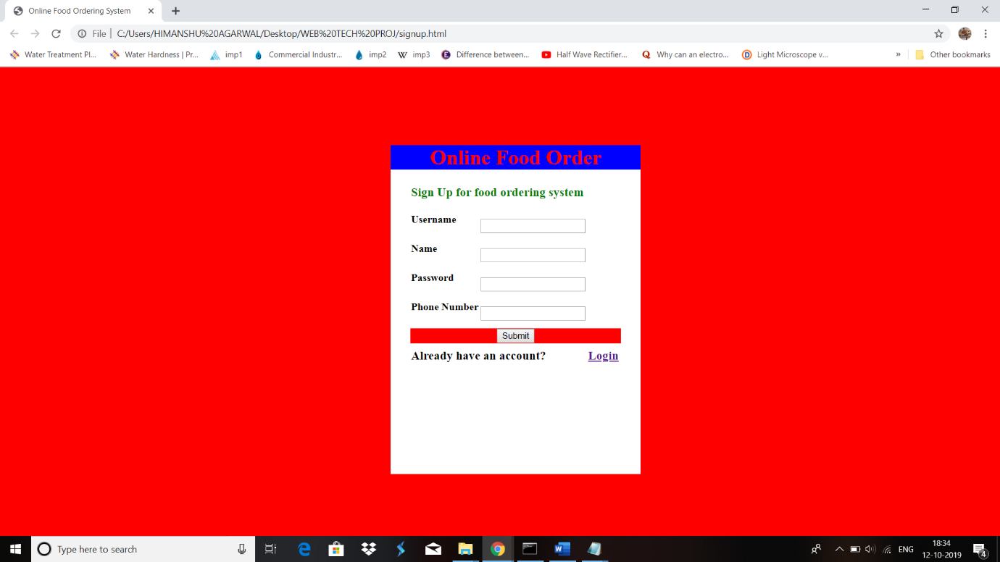 Online Food Ordering System
File | C:/Users/HIMANSHU%20AGARWAL/Desktop/WEB%20TECH%20PROJ/signup.html
Water Treatment Pl... Water Hardness | Pr... imp1 Commercial Industr... imp2 W imp3 Difference between... Half Wave Rectifier... Why can an electro... Light Microscope v... » Other bookmarks
Online Food Order
Sign Up for food ordering system
Username
Name
Password
Phone Number
Submit
Already have an account? Login
Type here to search
ENG
18:34
12-10-2019
4